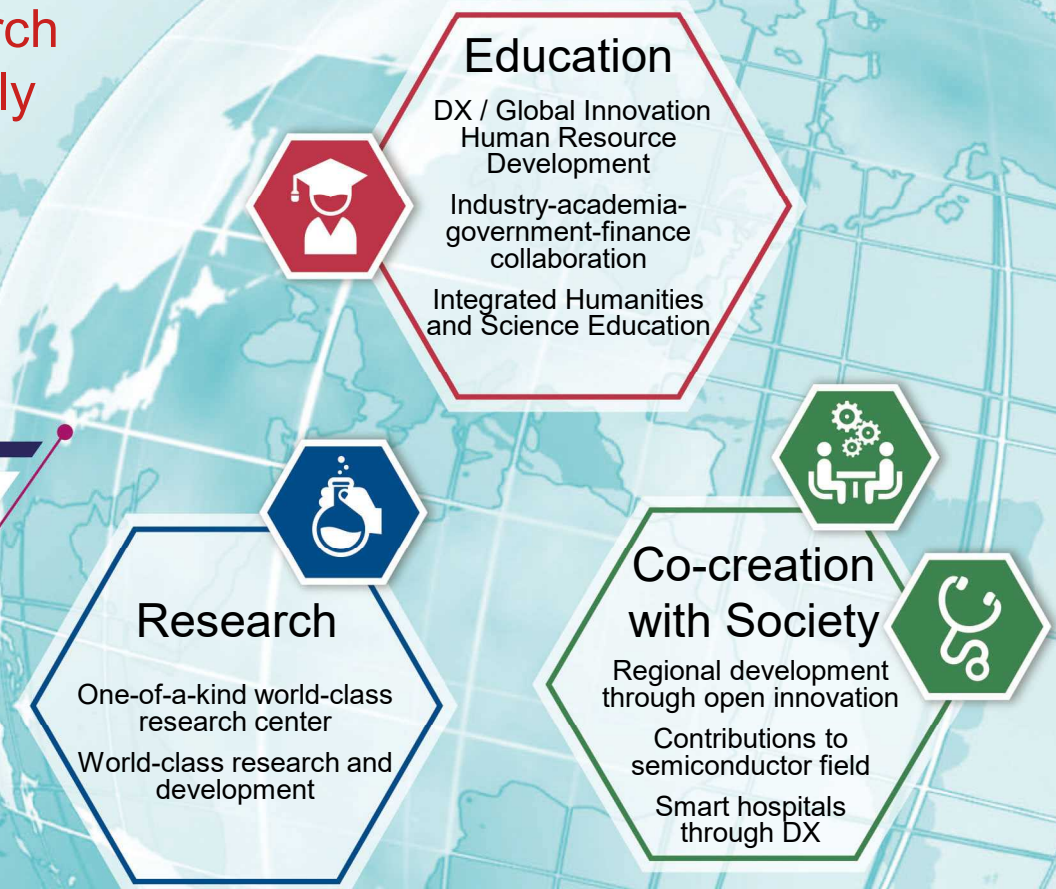 rch
ly
Education
DX / Global Innovation
Human Resource
Development
Industry-academia-
government-finance
collaboration
Integrated Humanities
and Science Education
Research
One-of-a-kind world-class
research center
World-class research and
development
Co-creation
with Society
Regional development
through open innovation
Contributions to
semiconductor field
Smart hospitals
through DX